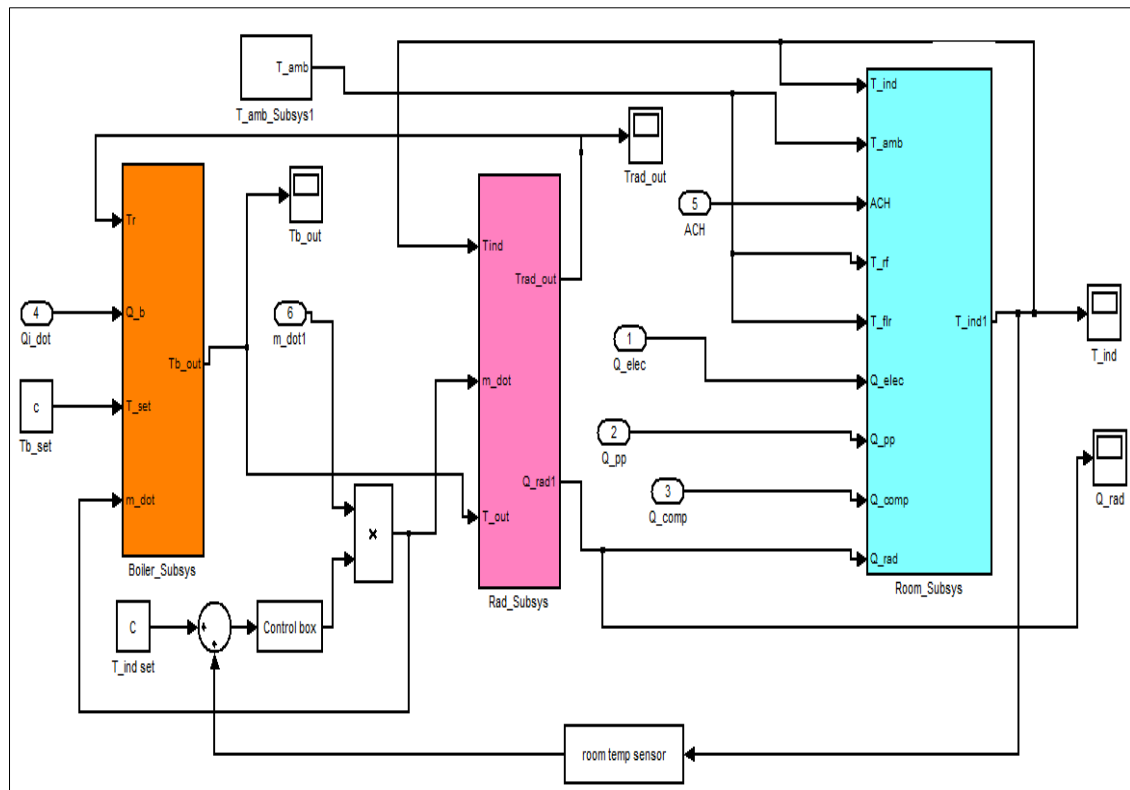 T_amb
T_amb_Subsys1
Trad_out
Tb_out
Tr
Q_b
T_set
m_dot
Tb_out
Boiler_Subsys
4
Qi_dot
c
Tb_set
6
m_dot1
×
C
T_ind set
+
+
Control box
Tind
m_dot
T_out
Trad_out
Q_rad1
Rad_Subsys
5
ACH
1
Q_elec
2
Q_pp
3
Q_comp
T_ind
T_amb
ACH
T_rf
T_flr
Q_elec
Q_pp
Q_comp
Q_rad
T_ind1
Room_Subsys
T_ind
Q_rad
room temp sensor